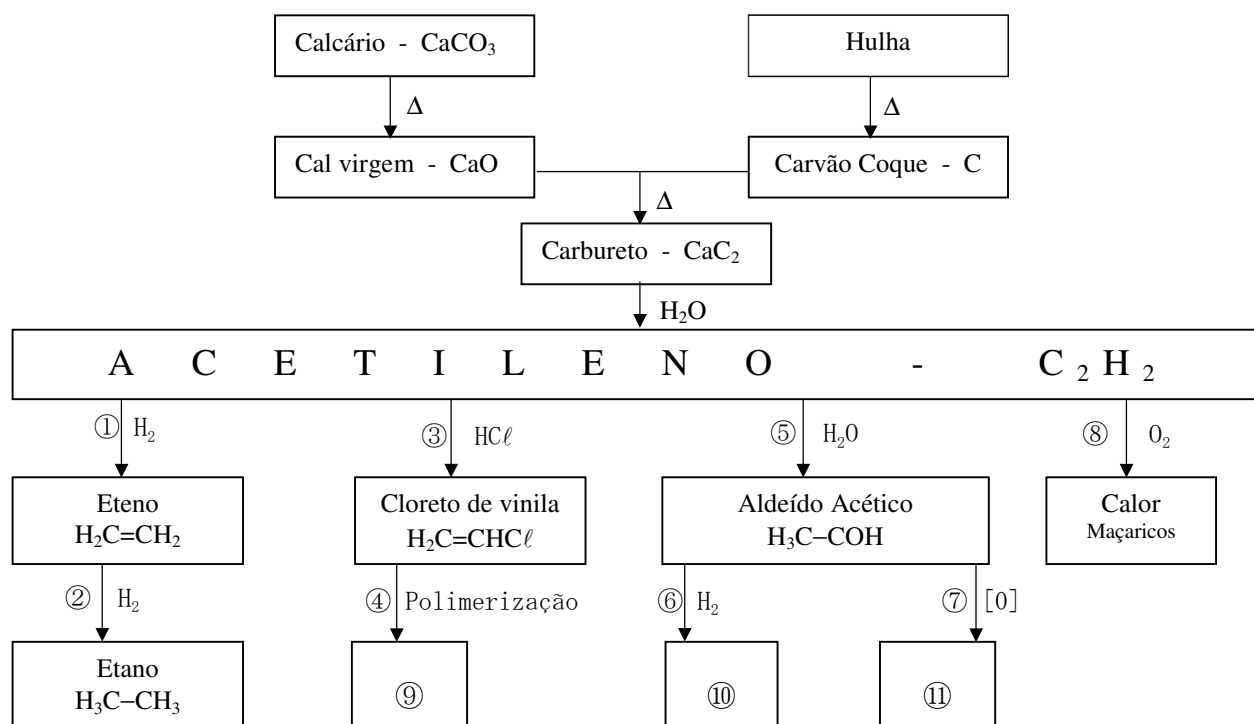 Calcário - CaCO₃
Hulha
Δ
Δ
Cal virgem - CaO
Carvão Coque - C
Δ
Carbureto - CaC₂
H₂O
A C E T I L E N O - C₂H₂
① H₂
③ HCℓ
⑤ H₂O
⑧ O₂
Eteno
H₂C=CH₂
Cloreto de vinila
H₂C=CHCℓ
Aldeído Acético
H₃C−COH
Calor
Maçaricos
② H₂
④ Polimerização
⑥ H₂
⑦ [O]
Etano
H₃C−CH₃
⑨
⑩
⑪